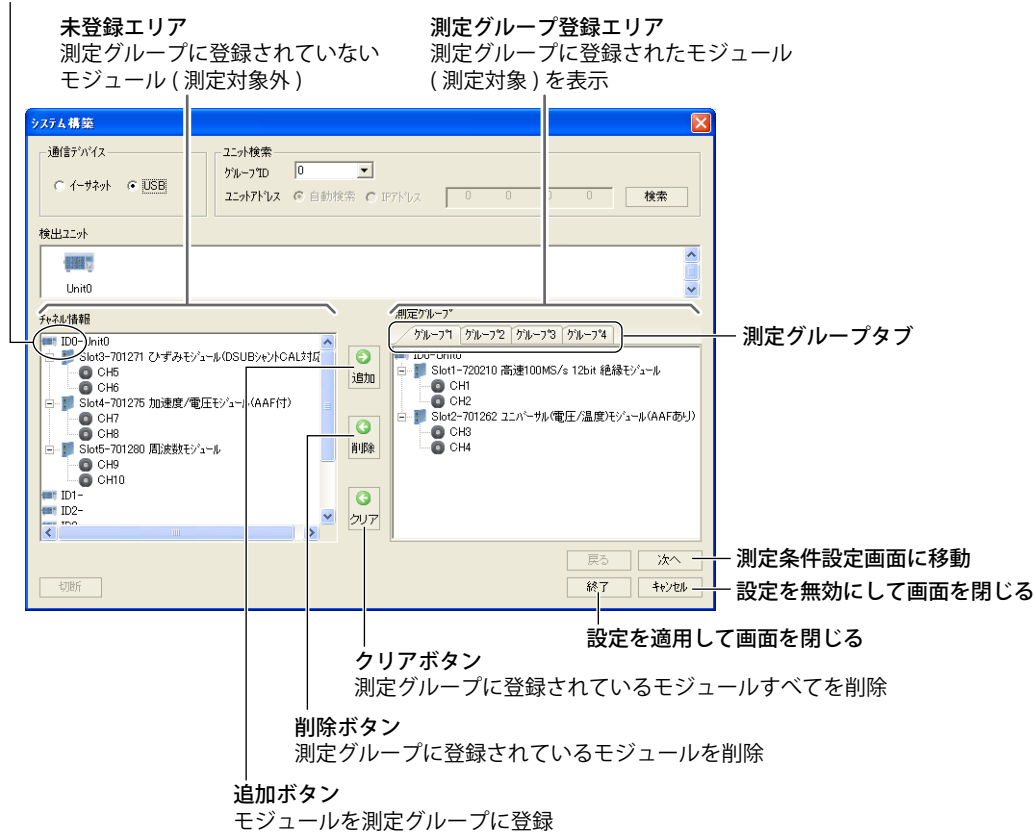 未登録エリア
測定グループに登録されていない
モジュール ( 測定対象外 )
測定グループ登録エリア
測定グループに登録されたモジュール
( 測定対象 ) を表示
システム構築
通信デバイス
イーサネット
USB
ユニット検索
グループID
0
ユニットアドレス
自動検索
IPアドレス
0 0 0 0
検索
検出ユニット
Unit0
チャネル情報
ID0-Unit0
Slot3-701271 ひずみモジュール(DSUBシャントCAL対応
CH5
CH6
Slot4-701275 加速度/電圧モジュール(AAF付)
CH7
CH8
Slot5-701280 周波数モジュール
CH9
CH10
ID1-
ID2-
追加
削除
クリア
測定グループ
グループ1 グループ2 グループ3 グループ4
ID0-Unit0
Slot1-720210 高速100MS/s 12bit 絶縁モジュール
CH1
CH2
Slot2-701262 ユニバーサル(電圧/温度)モジュール(AAFあり)
CH3
CH4
測定グループタブ
戻る
次へ
測定条件設定画面に移動
切断
終了
キャンセル
設定を無効にして画面を閉じる
設定を適用して画面を閉じる
クリアボタン
測定グループに登録されているモジュールすべてを削除
削除ボタン
測定グループに登録されているモジュールを削除
追加ボタン
モジュールを測定グループに登録